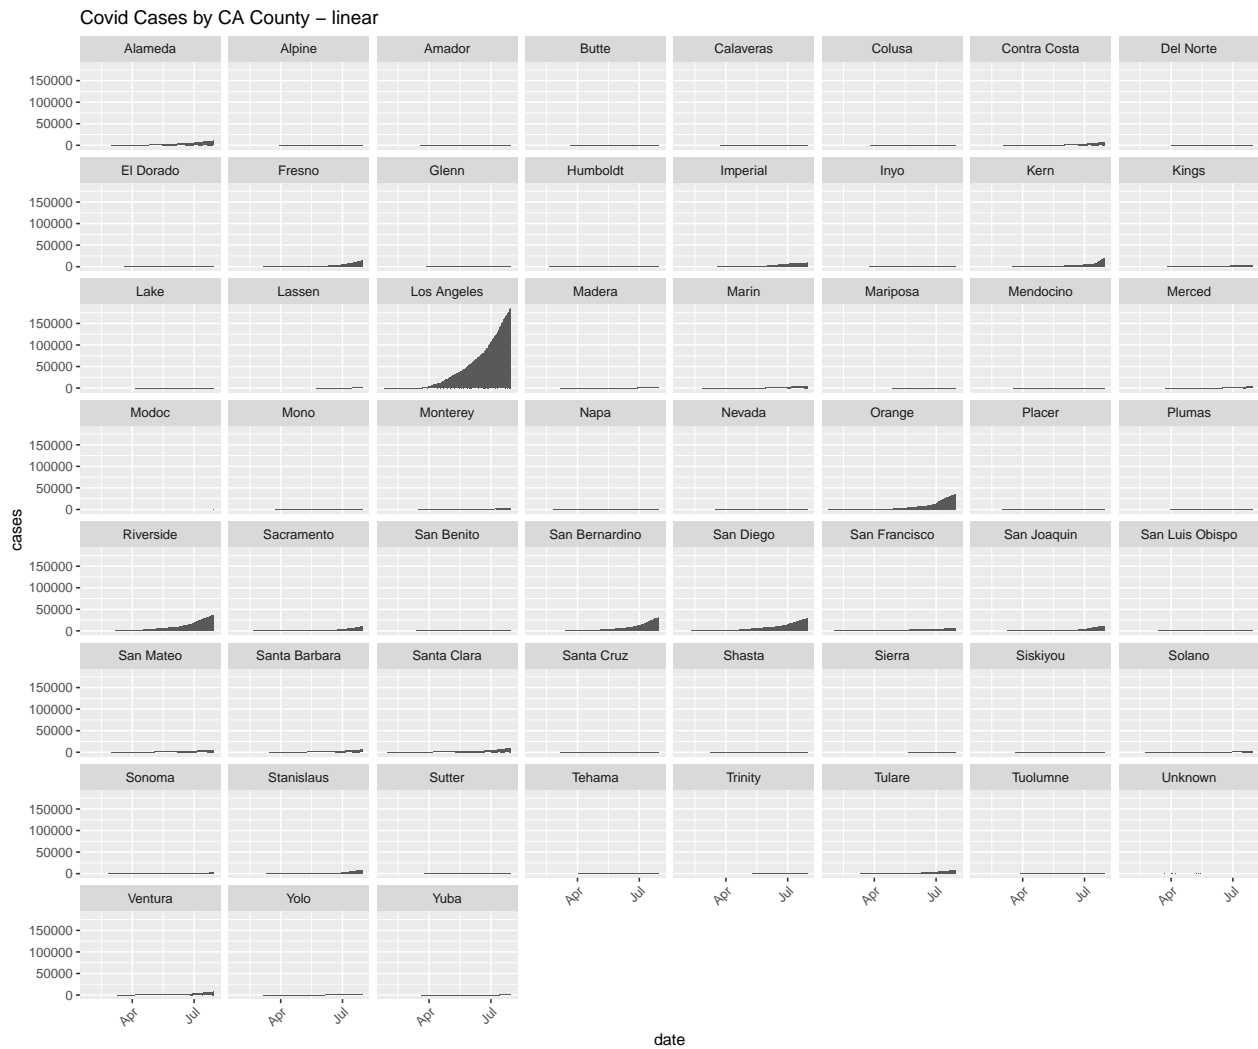 Covid Cases by CA County – linear
Alameda Alpine Amador Butte Calaveras Colusa Contra Costa Del Norte
150000
100000
50000
0
El Dorado Fresno Glenn Humboldt Imperial Inyo Kern Kings
150000
100000
50000
0
Lake Lassen Los Angeles Madera Marin Mariposa Mendocino Merced
150000
100000
50000
0
Modoc Mono Monterey Napa Nevada Orange Placer Plumas
150000
100000
50000
0
cases
Riverside Sacramento San Benito San Bernardino San Diego San Francisco San Joaquin San Luis Obispo
150000
100000
50000
0
San Mateo Santa Barbara Santa Clara Santa Cruz Shasta Sierra Siskiyou Solano
150000
100000
50000
0
Sonoma Stanislaus Sutter Tehama Trinity Tulare Tuolumne Unknown
150000
100000
50000
0
Apr Jul Apr Jul Apr Jul Apr Jul Apr Jul
Ventura Yolo Yuba
150000
100000
50000
0
Apr Jul Apr Jul Apr Jul
date